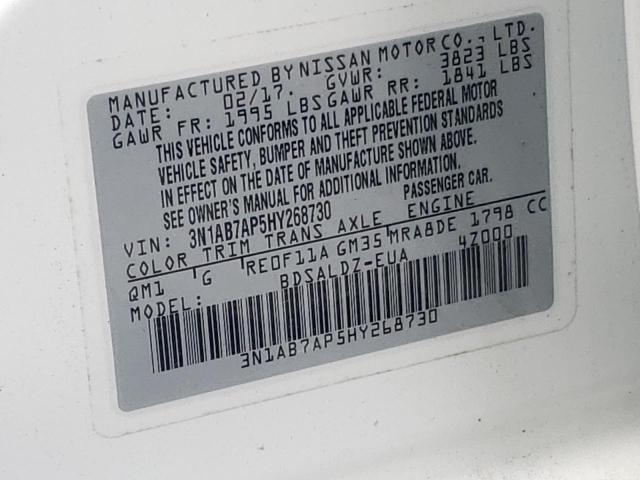 MANUFACTURED BY NISSAN MOTOR CO., LTD.
DATE: 02/17. GVWR: 3823 LBS
GAWR FR: 1995 LBS GAWR RR: 1841 LBS
THIS VEHICLE CONFORMS TO ALL APPLICABLE FEDERAL MOTOR
VEHICLE SAFETY, BUMPER AND THEFT PREVENTION STANDARDS
IN EFFECT ON THE DATE OF MANUFACTURE SHOWN ABOVE.
SEE OWNER'S MANUAL FOR ADDITIONAL INFORMATION.
VIN: 3N1AB7AP5HY268730 PASSENGER CAR.
COLOR TRIM TRANS AXLE ENGINE
QM1 G RE0F11A GM35 MRA8DE 1798 CC
MODEL: BDSALDZ-EUA 4Z000
3N1AB7AP5HY268730